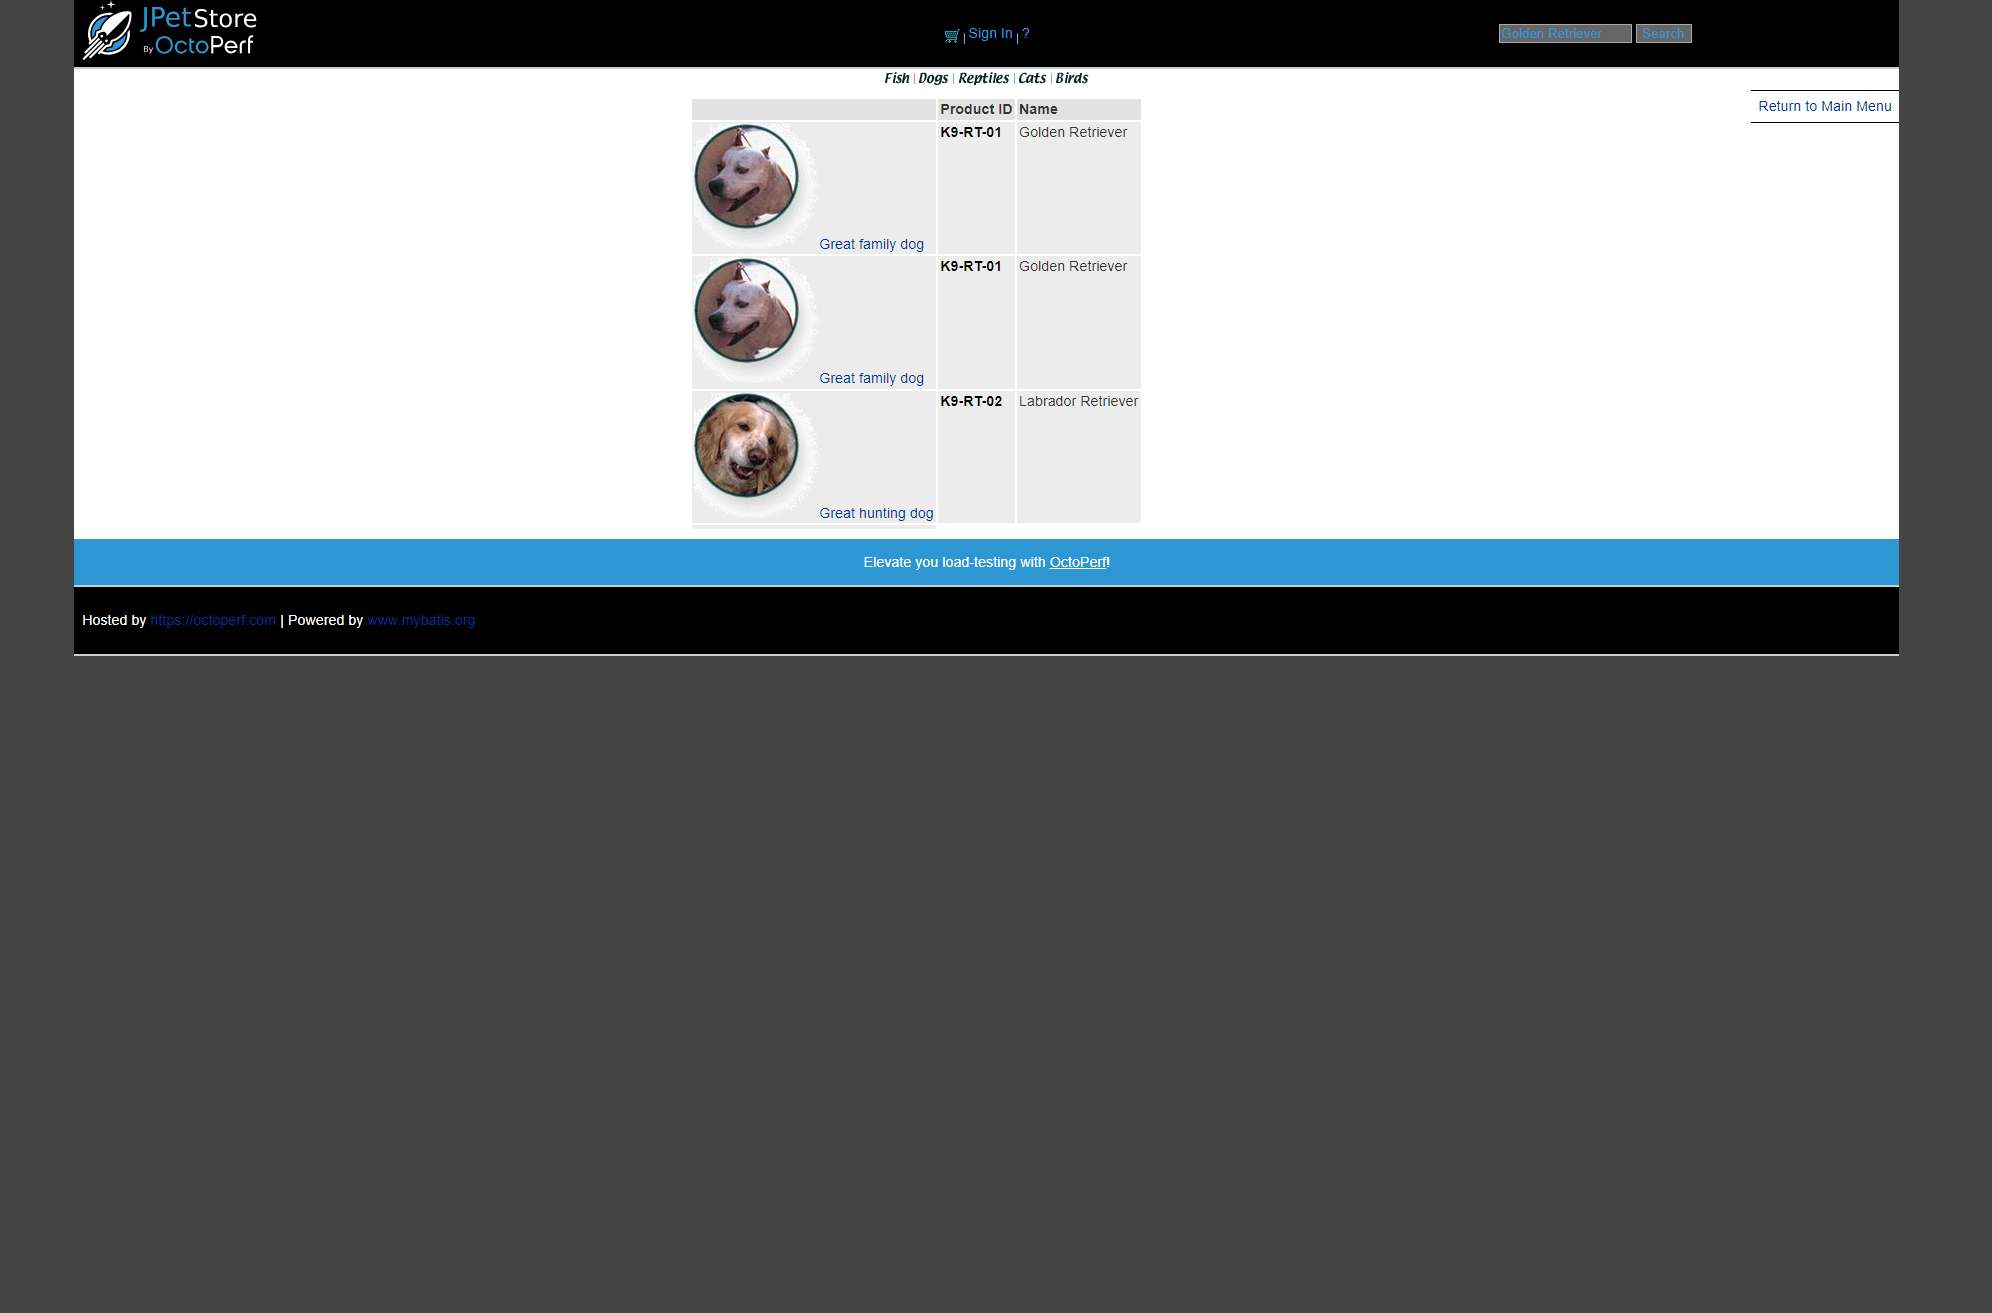 JPetStore
By OctoPerf
Sign In | ?
Golden Retriever
Search
Fish | Dogs | Reptiles | Cats | Birds
Return to Main Menu
Product ID Name
K9-RT-01 Golden Retriever
Great family dog
K9-RT-01 Golden Retriever
Great family dog
K9-RT-02 Labrador Retriever
Great hunting dog
Elevate you load-testing with OctoPerf!
Hosted by https://octoperf.com | Powered by www.mybatis.org